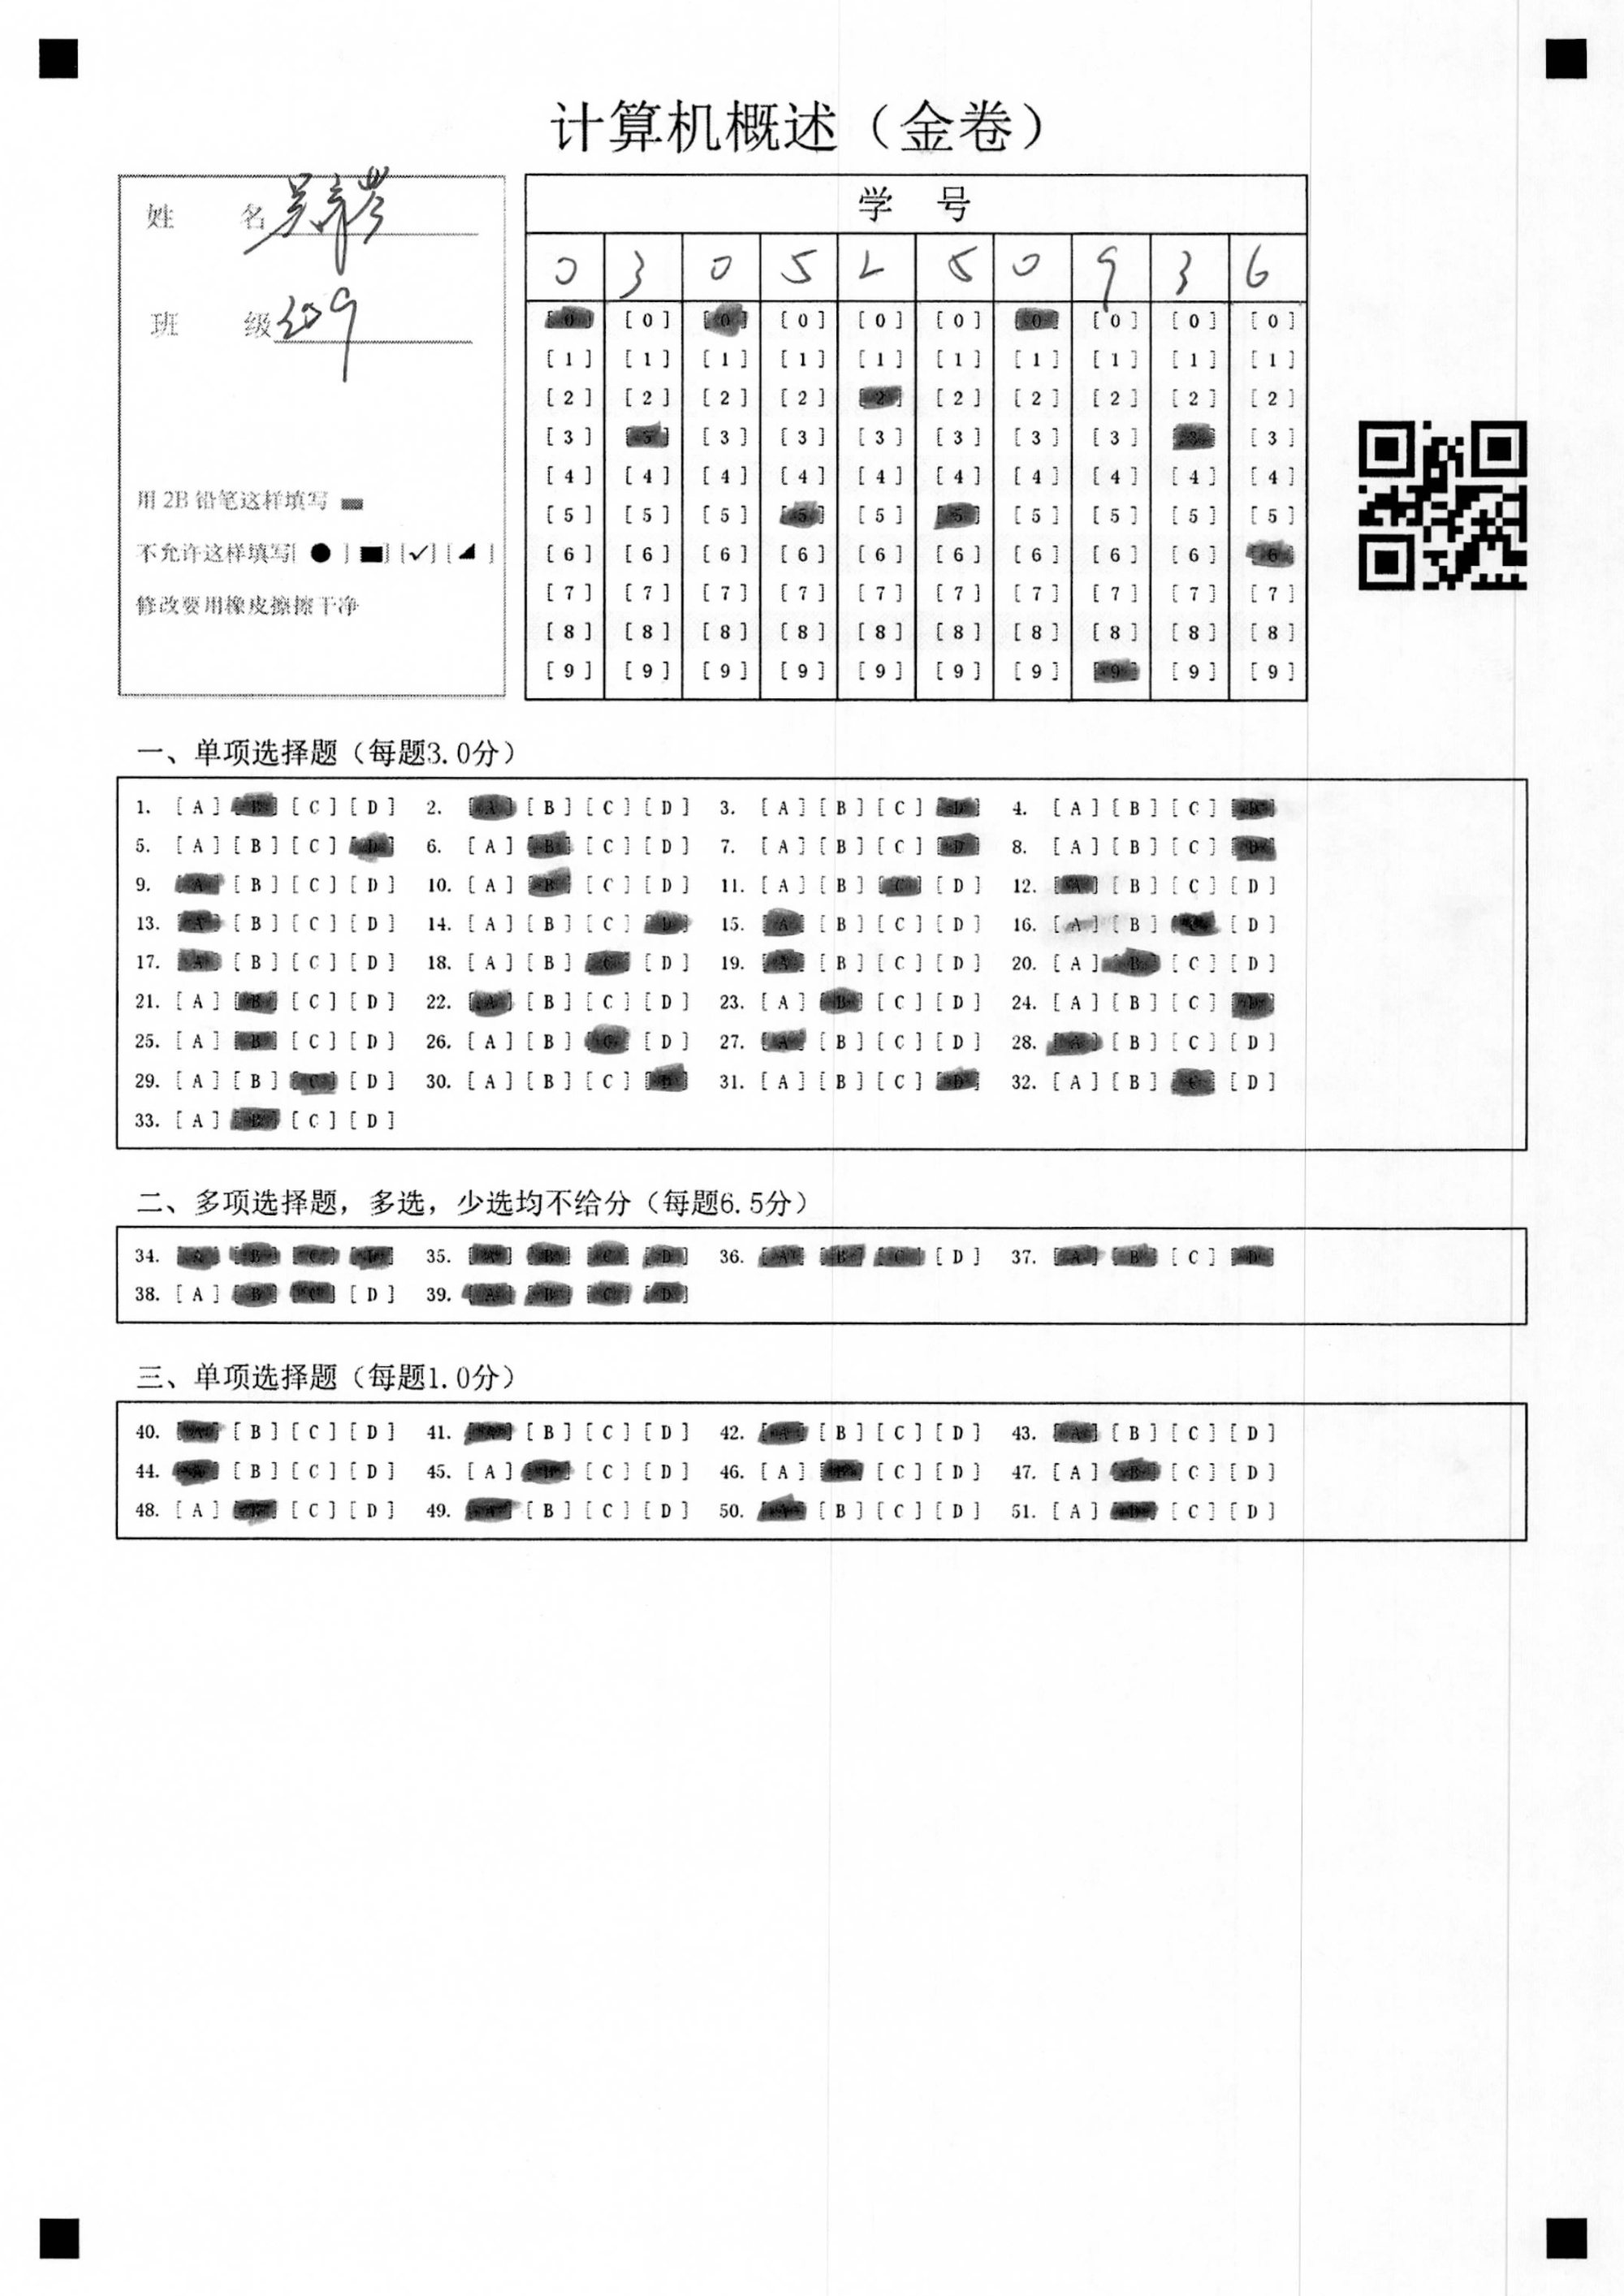 计算机概述（金卷）
姓 名
班 级 209
用 2B 铅笔这样填写
不允许这样填写[ ● ] [■] [✓] [◢ ]
修改要用橡皮擦擦干净
学 号
0 3 0 5 2 5 0 9 3 6
[0] [0] [0] [0] [0] [0] [0] [0] [0] [0]
[1] [1] [1] [1] [1] [1] [1] [1] [1] [1]
[2] [2] [2] [2] [2] [2] [2] [2] [2] [2]
[3] [3] [3] [3] [3] [3] [3] [3] [3] [3]
[4] [4] [4] [4] [4] [4] [4] [4] [4] [4]
[5] [5] [5] [5] [5] [5] [5] [5] [5] [5]
[6] [6] [6] [6] [6] [6] [6] [6] [6] [6]
[7] [7] [7] [7] [7] [7] [7] [7] [7] [7]
[8] [8] [8] [8] [8] [8] [8] [8] [8] [8]
[9] [9] [9] [9] [9] [9] [9] [9] [9] [9]
一、单项选择题（每题3.0分）
1. [A] [B] [C] [D] 2. [A] [B] [C] [D] 3. [A] [B] [C] [D] 4. [A] [B] [C] [D]
5. [A] [B] [C] [D] 6. [A] [B] [C] [D] 7. [A] [B] [C] [D] 8. [A] [B] [C] [D]
9. [A] [B] [C] [D] 10. [A] [B] [C] [D] 11. [A] [B] [C] [D] 12. [A] [B] [C] [D]
13. [A] [B] [C] [D] 14. [A] [B] [C] [D] 15. [A] [B] [C] [D] 16. [A] [B] [C] [D]
17. [A] [B] [C] [D] 18. [A] [B] [C] [D] 19. [A] [B] [C] [D] 20. [A] [B] [C] [D]
21. [A] [B] [C] [D] 22. [A] [B] [C] [D] 23. [A] [B] [C] [D] 24. [A] [B] [C] [D]
25. [A] [B] [C] [D] 26. [A] [B] [C] [D] 27. [A] [B] [C] [D] 28. [A] [B] [C] [D]
29. [A] [B] [C] [D] 30. [A] [B] [C] [D] 31. [A] [B] [C] [D] 32. [A] [B] [C] [D]
33. [A] [B] [C] [D]
二、多项选择题，多选，少选均不给分（每题6.5分）
34. [A] [B] [C] [D] 35. [A] [B] [C] [D] 36. [A] [B] [C] [D] 37. [A] [B] [C] [D]
38. [A] [B] [C] [D] 39. [A] [B] [C] [D]
三、单项选择题（每题1.0分）
40. [A] [B] [C] [D] 41. [A] [B] [C] [D] 42. [A] [B] [C] [D] 43. [A] [B] [C] [D]
44. [A] [B] [C] [D] 45. [A] [B] [C] [D] 46. [A] [B] [C] [D] 47. [A] [B] [C] [D]
48. [A] [B] [C] [D] 49. [A] [B] [C] [D] 50. [A] [B] [C] [D] 51. [A] [B] [C] [D]